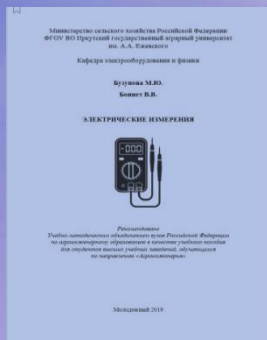 Министерство сельского хозяйства Российской Федерации
ФГОУ ВО Иркутский государственный аграрный университет
им. А.А. Ежевского
Кафедра электрооборудования и физики
Бузунова М.Ю.
Боннет В.В.
ЭЛЕКТРИЧЕСКИЕ ИЗМЕРЕНИЯ
Рекомендовано
Учебно-методическим объединением вузов Российской Федерации
по агроинженерному образованию в качестве учебного пособия
для студентов высших учебных заведений, обучающихся
по направлению «Агроинженерия»
Молодежный 2019